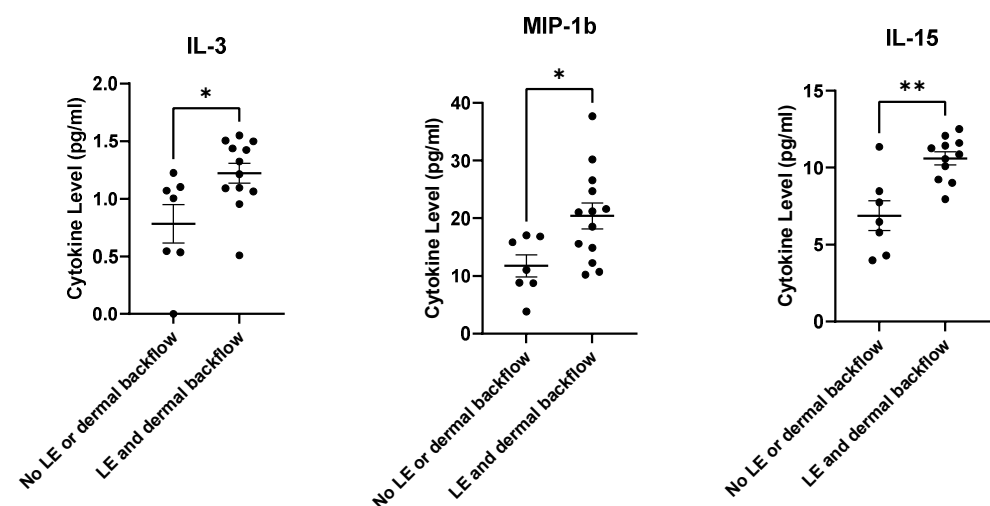 IL-3
Cytokine Level (pg/ml)
2.0
1.5
1.0
0.5
0.0
*
No LE or dermal backflow
LE and dermal backflow
MIP-1b
Cytokine Level (pg/ml)
40
30
20
10
0
*
No LE or dermal backflow
LE and dermal backflow
IL-15
Cytokine Level (pg/ml)
15
10
5
0
**
No LE or dermal backflow
LE and dermal backflow